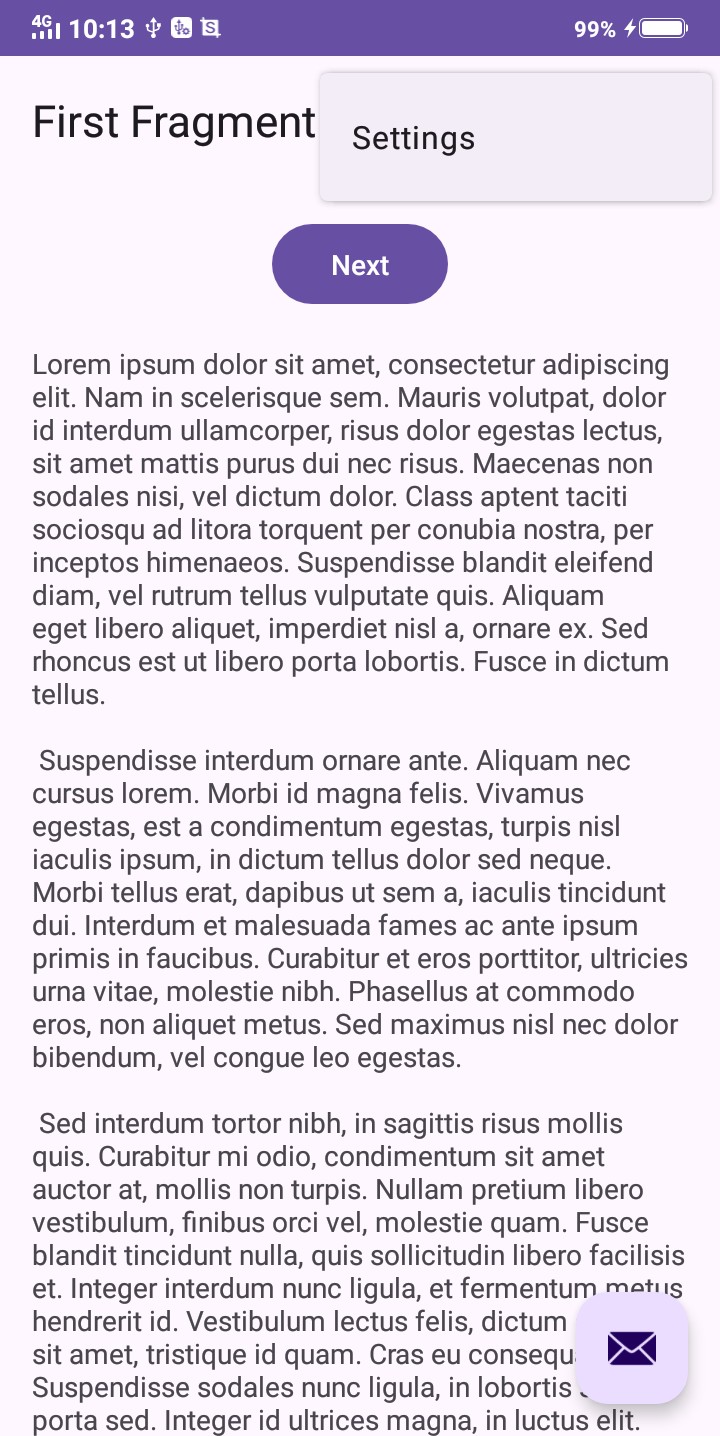 4G 10:13 99%
First Fragment
Settings
Next
Lorem ipsum dolor sit amet, consectetur adipiscing
elit. Nam in scelerisque sem. Mauris volutpat, dolor
id interdum ullamcorper, risus dolor egestas lectus,
sit amet mattis purus dui nec risus. Maecenas non
sodales nisi, vel dictum dolor. Class aptent taciti
sociosqu ad litora torquent per conubia nostra, per
inceptos himenaeos. Suspendisse blandit eleifend
diam, vel rutrum tellus vulputate quis. Aliquam
eget libero aliquet, imperdiet nisl a, ornare ex. Sed
rhoncus est ut libero porta lobortis. Fusce in dictum
tellus.
Suspendisse interdum ornare ante. Aliquam nec
cursus lorem. Morbi id magna felis. Vivamus
egestas, est a condimentum egestas, turpis nisl
iaculis ipsum, in dictum tellus dolor sed neque.
Morbi tellus erat, dapibus ut sem a, iaculis tincidunt
dui. Interdum et malesuada fames ac ante ipsum
primis in faucibus. Curabitur et eros porttitor, ultricies
urna vitae, molestie nibh. Phasellus at commodo
eros, non aliquet metus. Sed maximus nisl nec dolor
bibendum, vel congue leo egestas.
Sed interdum tortor nibh, in sagittis risus mollis
quis. Curabitur mi odio, condimentum sit amet
auctor at, mollis non turpis. Nullam pretium libero
vestibulum, finibus orci vel, molestie quam. Fusce
blandit tincidunt nulla, quis sollicitudin libero facilisis
et. Integer interdum nunc ligula, et fermentum metus
hendrerit id. Vestibulum lectus felis, dictum
sit amet, tristique id quam. Cras eu
Suspendisse sodales nunc ligula, in lobortis
porta sed. Integer id ultrices magna, in luctus elit.